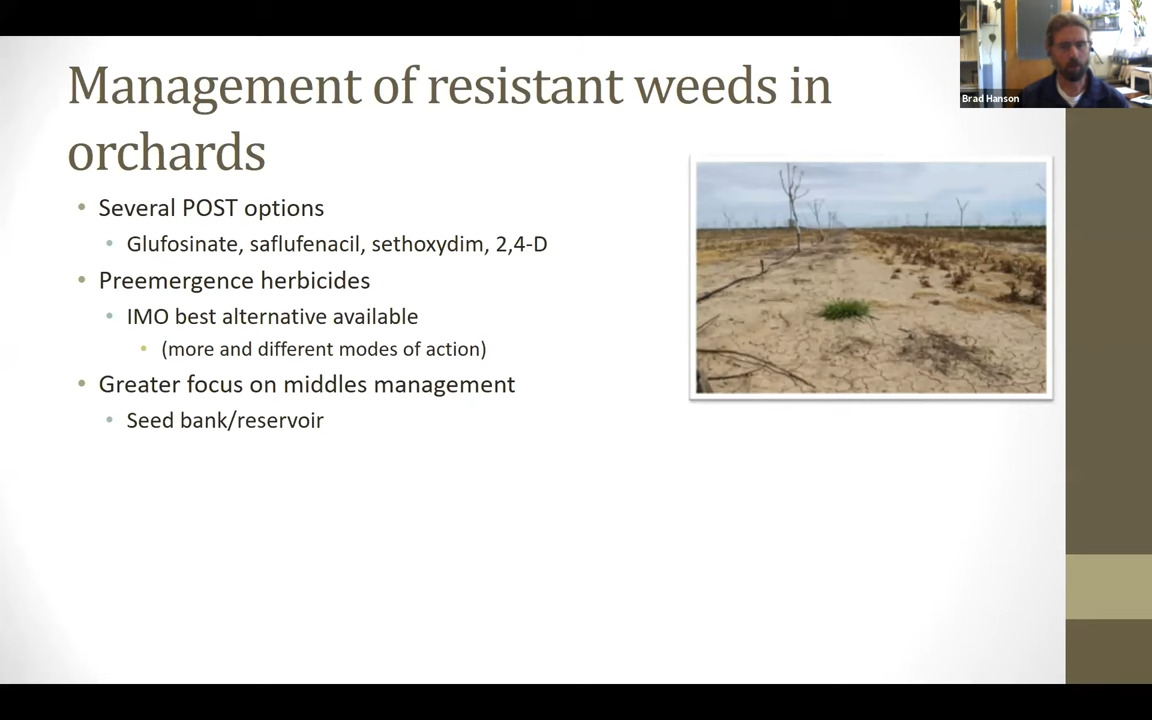 Management of resistant weeds in
orchards
Brad Hanson
• Several POST options
• Glufosinate, saflufenacil, sethoxydim, 2,4-D
• Preemergence herbicides
• IMO best alternative available
• (more and different modes of action)
• Greater focus on middles management
• Seed bank/reservoir